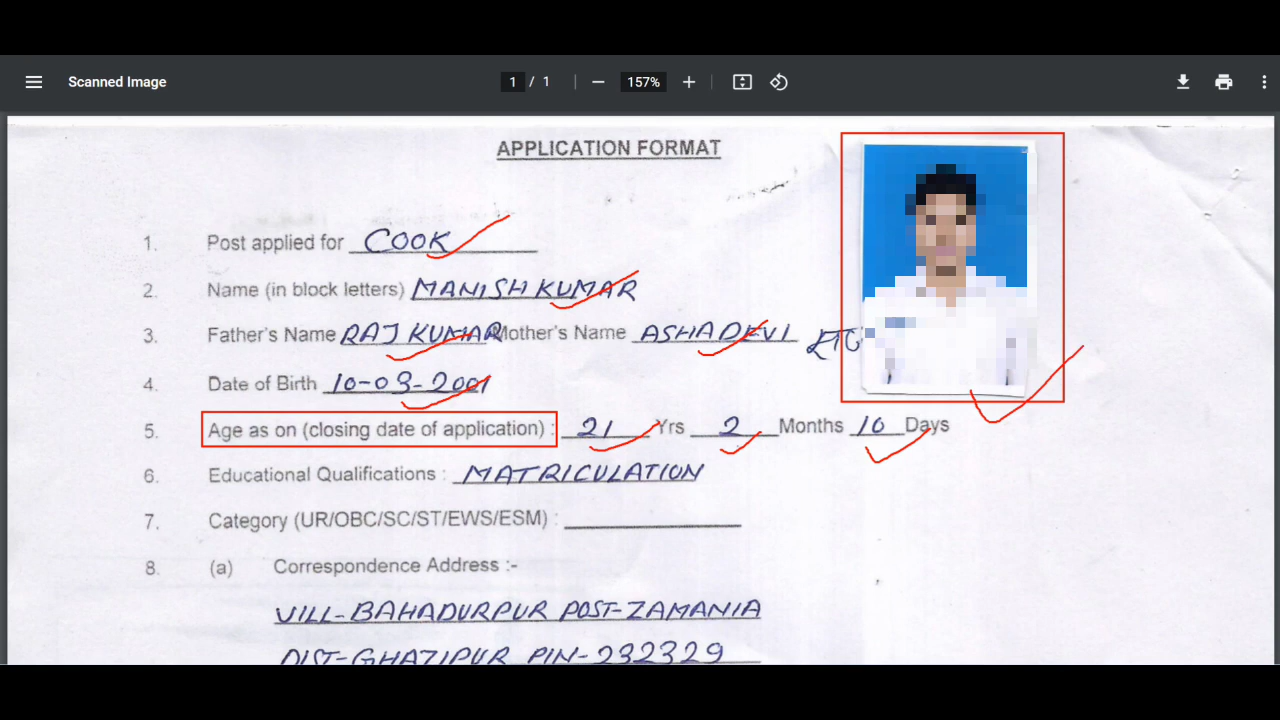 Scanned Image 1 / 1 157%
APPLICATION FORMAT
1. Post applied for COOK
2. Name (in block letters) MANISH KUMAR
3. Father's Name RAJ KUMAR Mother's Name ASHA DEVI
4. Date of Birth 10-03-2001
5. Age as on (closing date of application) : 21 Yrs 2 Months 10 Days
6. Educational Qualifications : MATRICULATION
7. Category (UR/OBC/SC/ST/EWS/ESM) :
8. (a) Correspondence Address :-
VILL-BAHADURPUR POST-ZAMANIA
DIST-GHAZIPUR PIN-232329